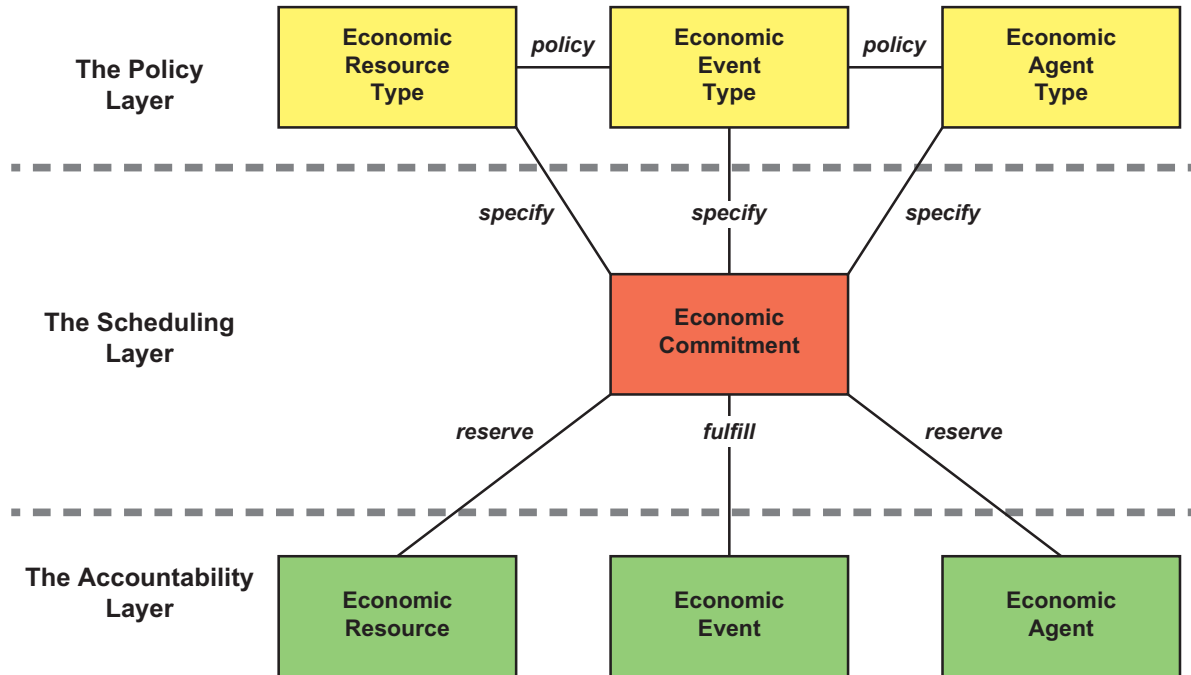 The Policy
Layer
Economic
Resource
Type
policy
Economic
Event
Type
policy
Economic
Agent
Type
specify
specify
specify
The Scheduling
Layer
Economic
Commitment
reserve
fulfill
reserve
The Accountability
Layer
Economic
Resource
Economic
Event
Economic
Agent